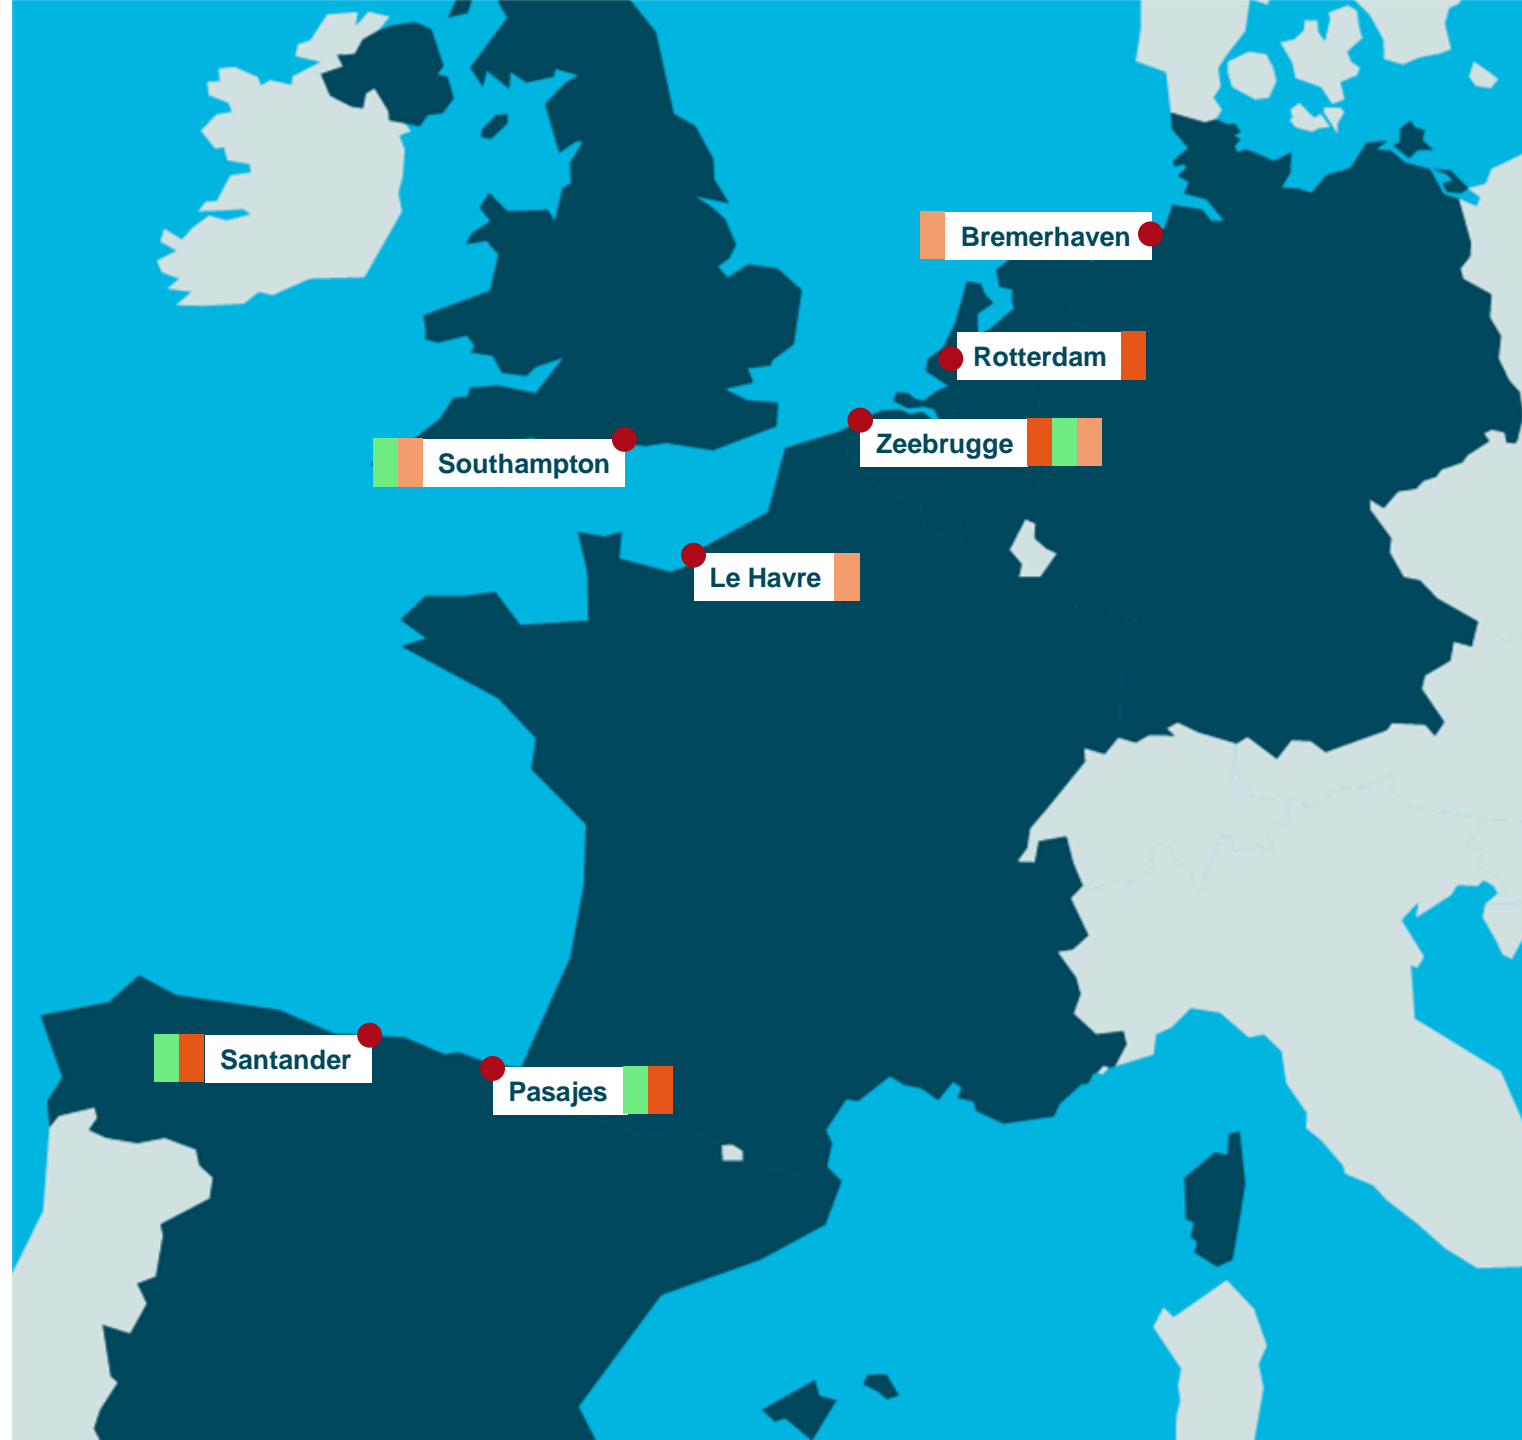 Bremerhaven
Rotterdam
Zeebrugge
Southampton
Le Havre
Santander
Pasajes